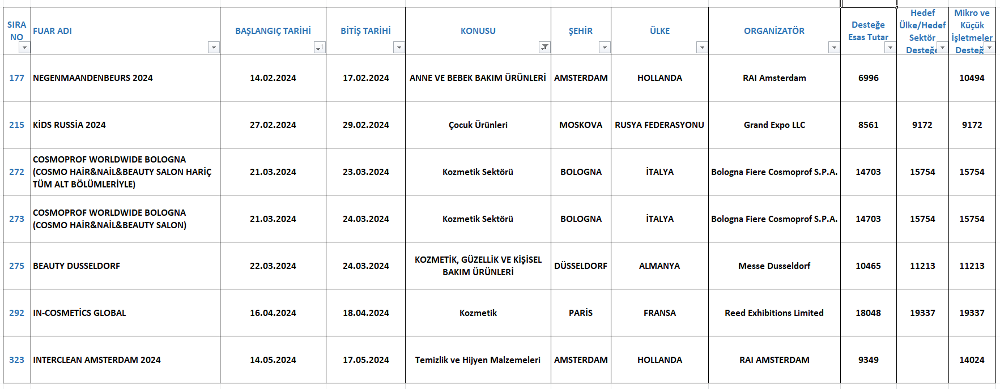 SIRA NO FUAR ADI BAŞLANGIÇ TARİHİ BİTİŞ TARİHİ KONUSU ŞEHİR ÜLKE ORGANİZATÖR Desteğe Esas Tutar Hedef Ülke/Hedef Sektör Desteğe Mikro ve Küçük İşletmeler Desteğ
177 NEGENMAANDENBEURS 2024 14.02.2024 17.02.2024 ANNE VE BEBEK BAKIM ÜRÜNLERİ AMSTERDAM HOLLANDA RAI Amsterdam 6996 10494
215 KİDS RUSSİA 2024 27.02.2024 29.02.2024 Çocuk Ürünleri MOSKOVA RUSYA FEDERASYONU Grand Expo LLC 8561 9172 9172
272 COSMOPROF WORLDWIDE BOLOGNA (COSMO HAİR&NAİL&BEAUTY SALON HARİÇ TÜM ALT BÖLÜMLERİYLE) 21.03.2024 23.03.2024 Kozmetik Sektörü BOLOGNA İTALYA Bologna Fiere Cosmoprof S.P.A. 14703 15754 15754
273 COSMOPROF WORLDWIDE BOLOGNA (COSMO HAİR&NAİL&BEAUTY SALON) 21.03.2024 24.03.2024 Kozmetik Sektörü BOLOGNA İTALYA Bologna Fiere Cosmoprof S.P.A. 14703 15754 15754
275 BEAUTY DUSSELDORF 22.03.2024 24.03.2024 KOZMETİK, GÜZELLİK VE KİŞİSEL BAKIM ÜRÜNLERİ DÜSSELDORF ALMANYA Messe Dusseldorf 10465 11213 11213
292 IN-COSMETİCS GLOBAL 16.04.2024 18.04.2024 Kozmetik PARİS FRANSA Reed Exhibitions Limited 18048 19337 19337
323 INTERCLEAN AMSTERDAM 2024 14.05.2024 17.05.2024 Temizlik ve Hijyen Malzemeleri AMSTERDAM HOLLANDA RAI AMSTERDAM 9349 14024